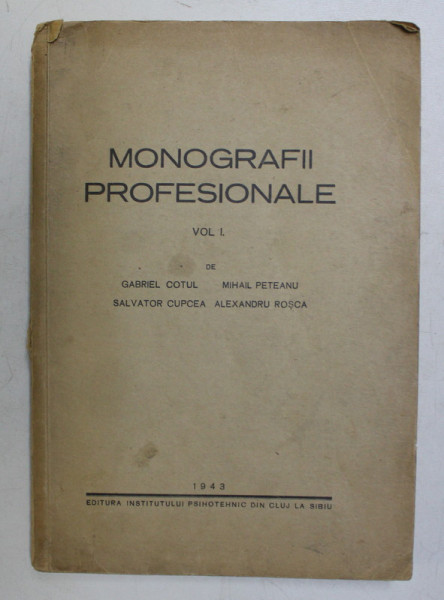 MONOGRAFII
PROFESIONALE
VOL I.
DE
GABRIEL COTUL MIHAIL PETEANU
SALVATOR CUPCEA ALEXANDRU ROȘCA
1943
EDITURA INSTITUTULUI PSIHOTEHNIC DIN CLUJ LA SIBIU